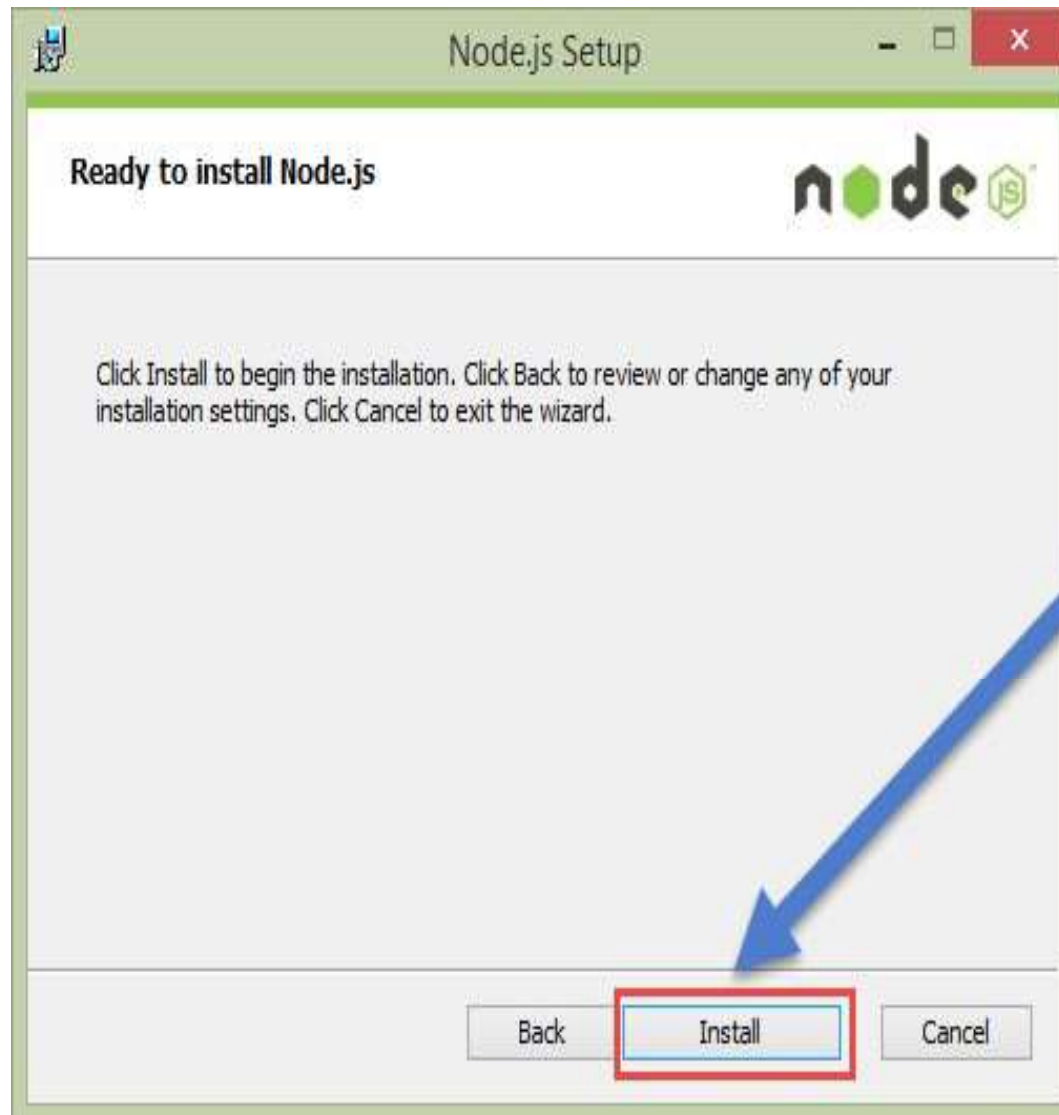 Node.js Setup
Ready to install Node.js
node JS
Click Install to begin the installation. Click Back to review or change any of your
installation settings. Click Cancel to exit the wizard.
Back
Install
Cancel